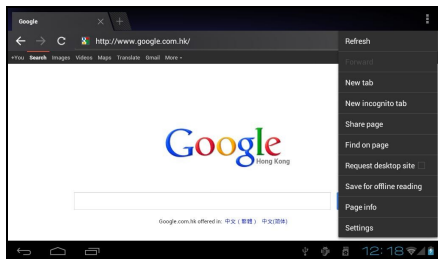 Google
http://www.google.com.hk/
+You Search Images Videos Maps Translate Gmail More
Google
Hong Kong
Google.com.hk offered in: 中文（繁體） 中文(简体)
Refresh
Forward
New tab
New incognito tab
Share page
Find on page
Request desktop site
Save for offline reading
Page info
Settings
12:18